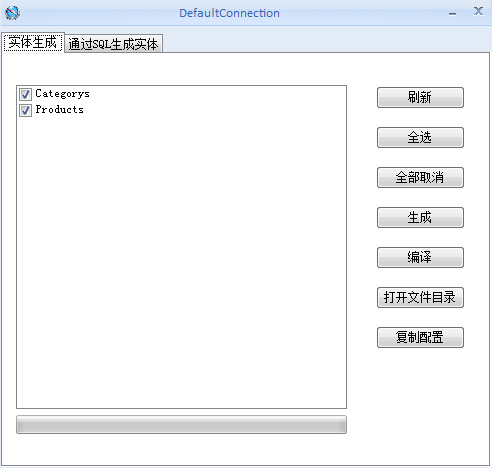 DefaultConnection
实体生成 通过SQL生成实体
Categorys
Products
刷新
全选
全部取消
生成
编译
打开文件目录
复制配置